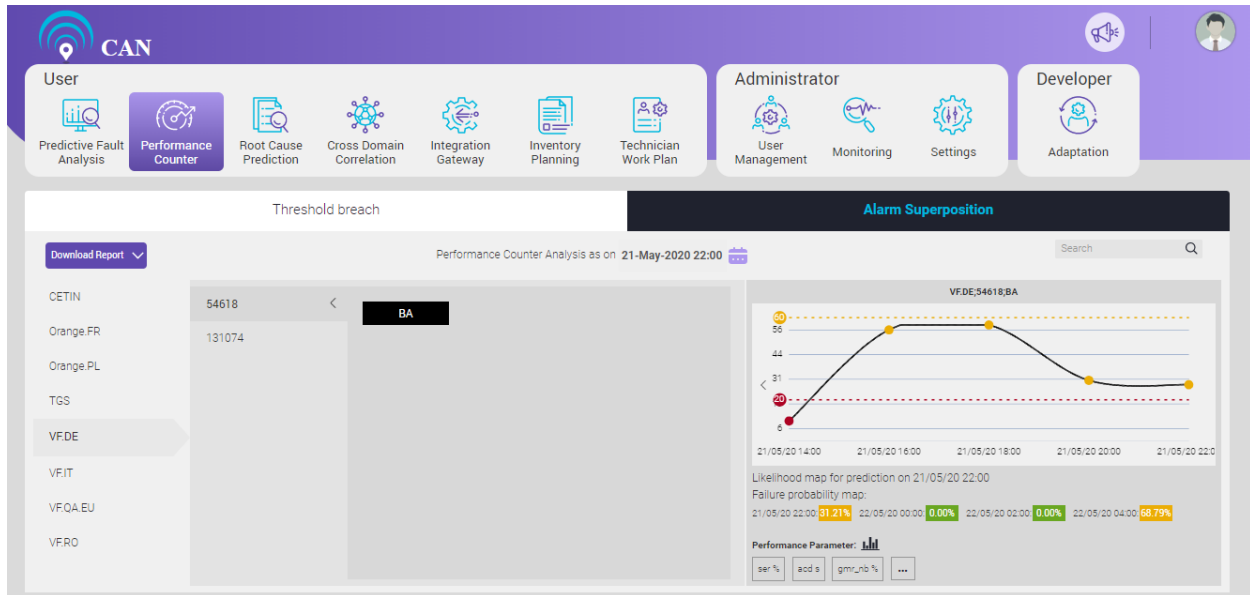 CAN
User
Administrator
Developer
Predictive Fault
Analysis
Performance
Counter
Root Cause
Prediction
Cross Domain
Correlation
Integration
Gateway
Inventory
Planning
Technician
Work Plan
User
Management
Monitoring
Settings
Adaptation
Threshold breach
Alarm Superposition
Download Report
Performance Counter Analysis as on 21-May-2020 22:00
Search
CETIN
Orange.FR
Orange.PL
TGS
VF.DE
VF.IT
VF.QA.EU
VF.RO
54618
131074
BA
VF.DE;54618;BA
60
56
44
31
20
6
21/05/20 14:00 21/05/20 16:00 21/05/20 18:00 21/05/20 20:00 21/05/20 22:0
Likelihood map for prediction on 21/05/20 22:00
Failure probability map:
21/05/20 22:00: 31.21% 22/05/20 00:00: 0.00% 22/05/20 02:00: 0.00% 22/05/20 04:00: 68.79%
Performance Parameter:
ser % acd s gmr_nb % ...